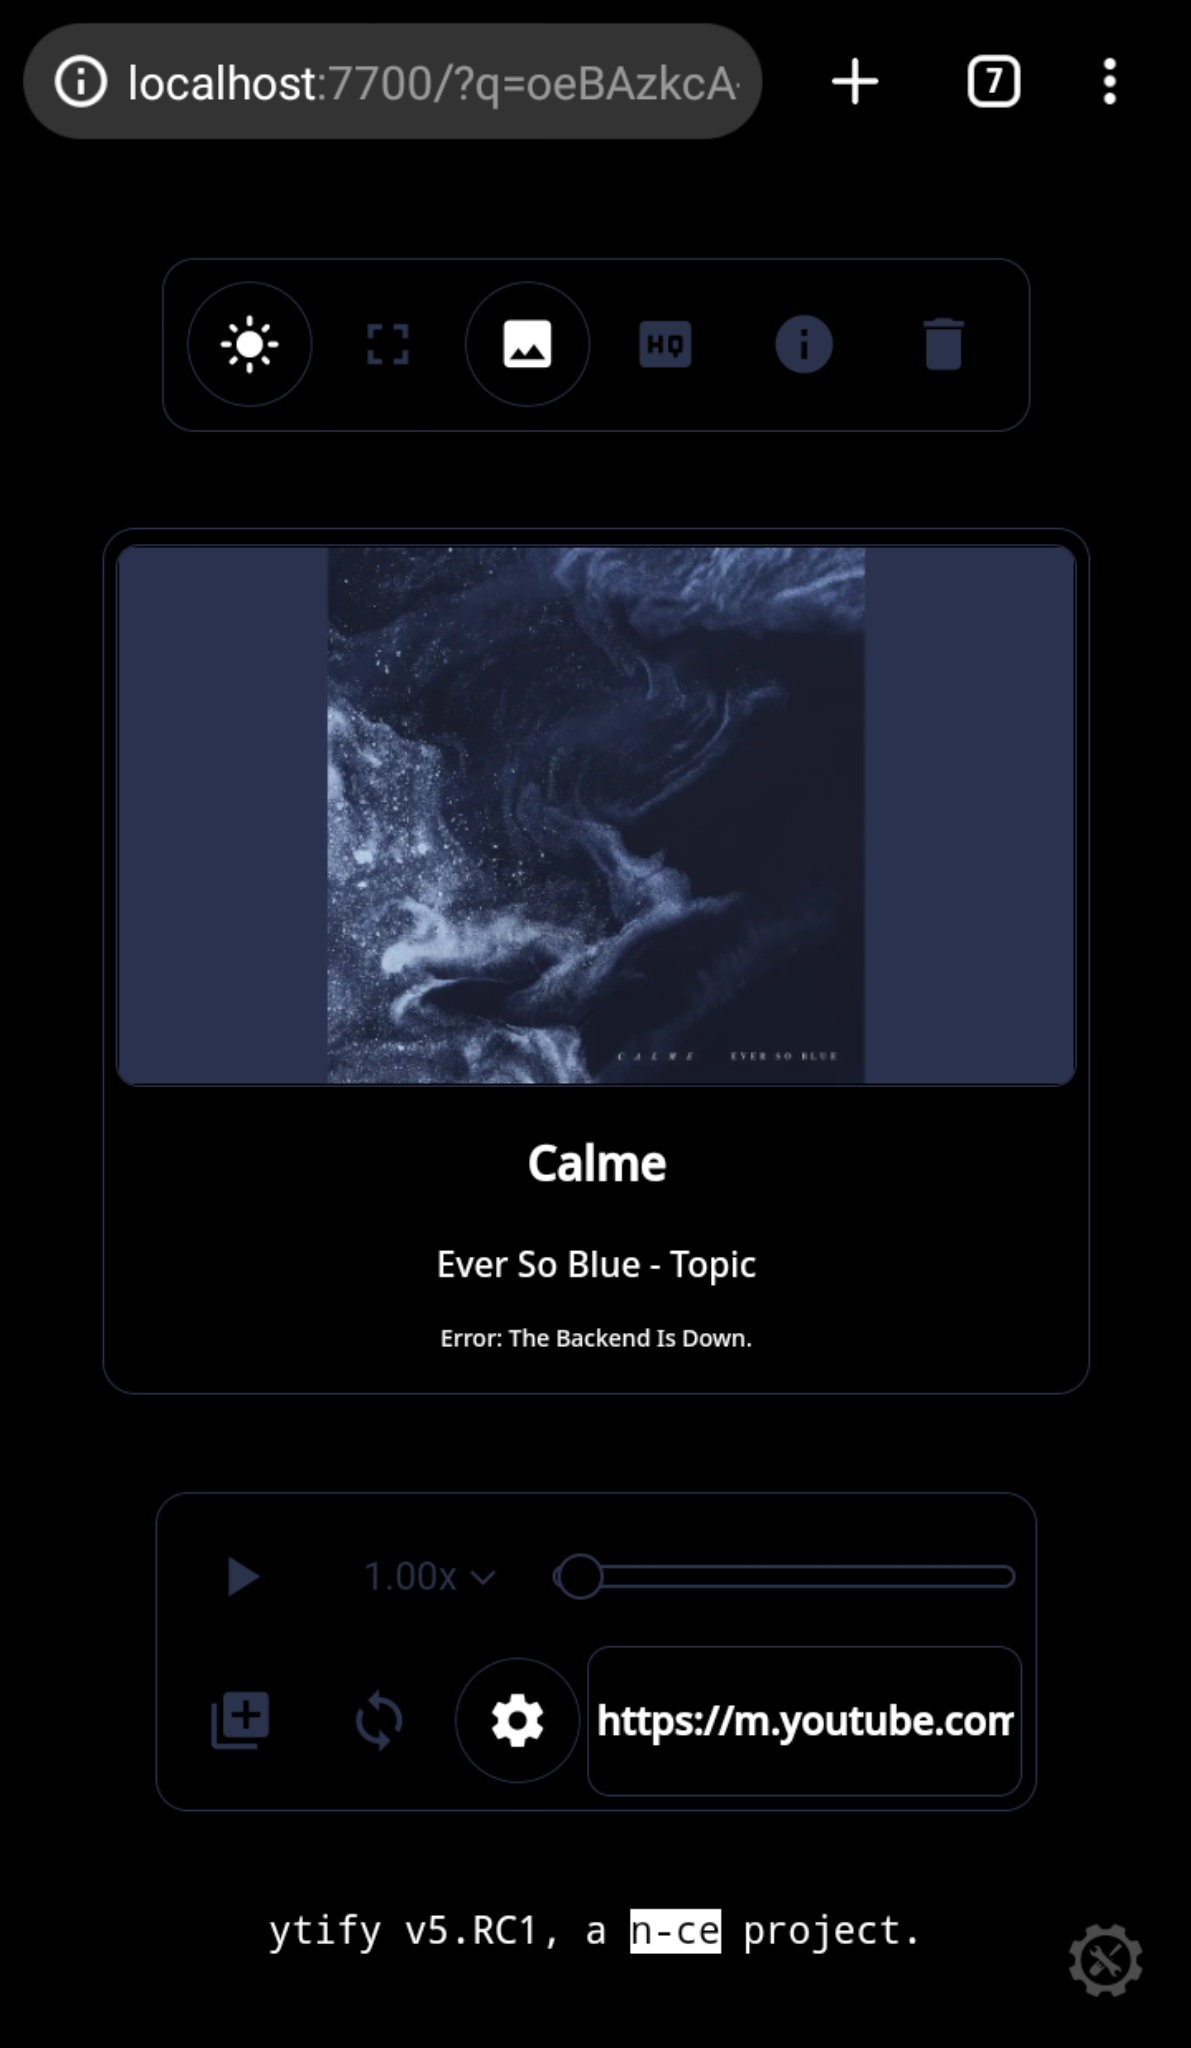 localhost:7700/?q=oeBAzkcA-
7
HQ
CALME EVER SO BLUE
Calme
Ever So Blue - Topic
Error: The Backend Is Down.
1.00x
https://m.youtube.com
ytify v5.RC1, a n-ce project.